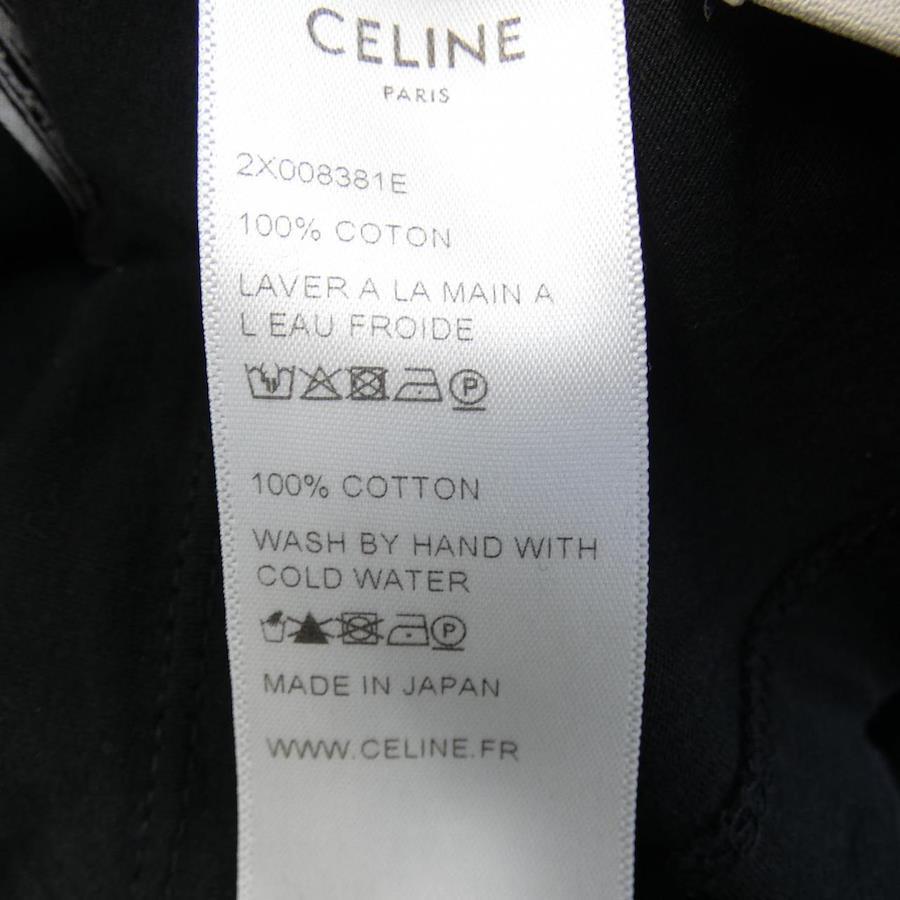 CELINE
PARIS
2X008381E
100% COTON
LAVER A LA MAIN A
L EAU FROIDE
P
100% COTTON
WASH BY HAND WITH
COLD WATER
P
MADE IN JAPAN
WWW.CELINE.FR